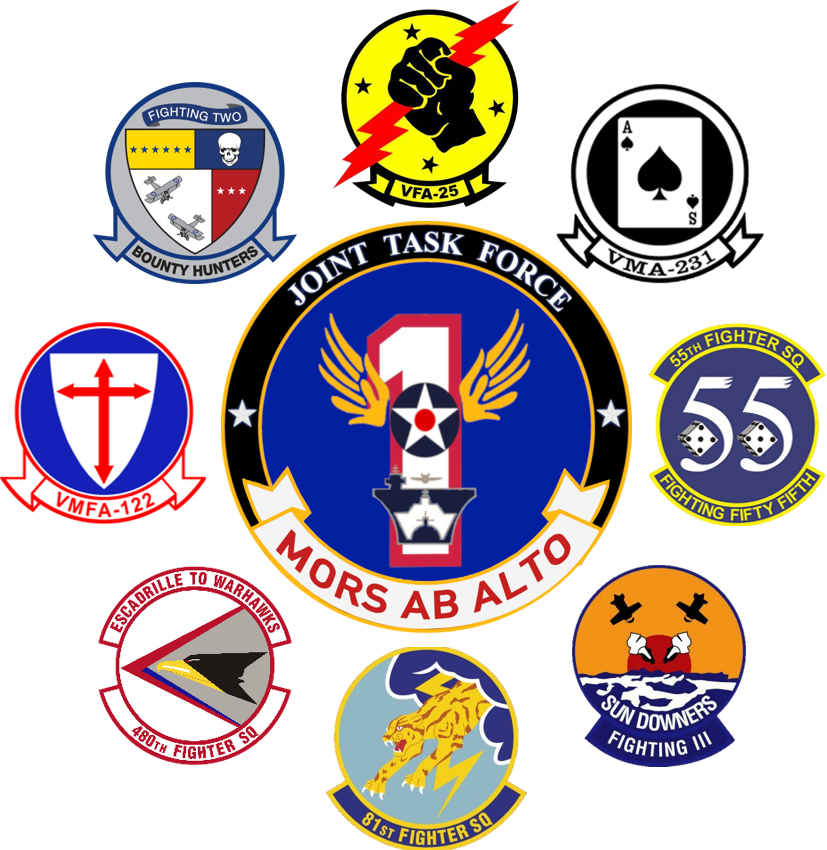 VFA-25
FIGHTING TWO
BOUNTY HUNTERS
A
S
VMA-231
JOINT TASK FORCE
1
MORS AB ALTO
VMFA-122
55TH FIGHTER SQ
55
FIGHTING FIFTY FIFTH
ESCADRILLE TO WARHAWKS
480TH FIGHTER SQ
SUN DOWNERS
FIGHTING III
81ST FIGHTER SQ